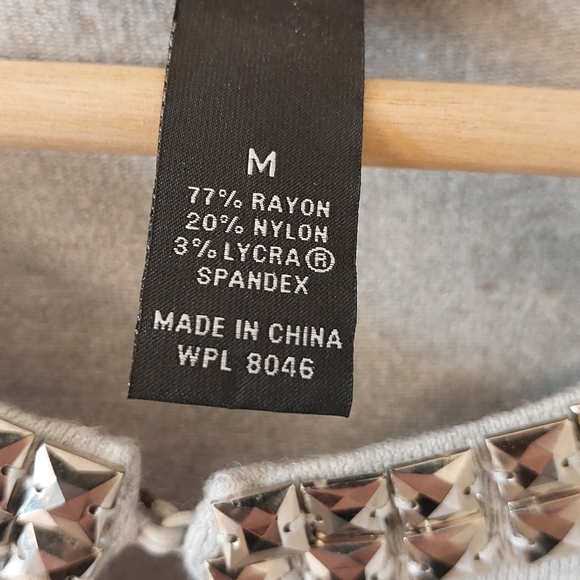 M
77% RAYON
20% NYLON
3% LYCRA®
SPANDEX
MADE IN CHINA
WPL 8046